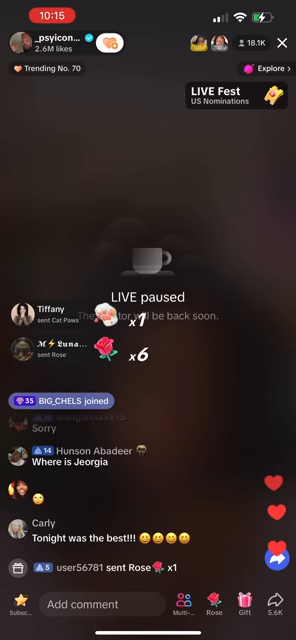 10:15
_psyicon...
2.6M likes
18.1K
Trending No. 70
Explore >
LIVE Fest
US Nominations
LIVE paused
The creator will be back soon.
Tiffany
sent Cat Paws
x1
𝓜⚡𝕷𝖚𝖓𝖆...
sent Rose
x6
35 BIG_CHELS joined
Sorry
14 Hunson Abadeer
Where is Jeorgia
🙄
Carly
Tonight was the best!!! 😀😀😀😀
5 user56781 sent Rose🌹 x1
Subsc...
Add comment
Multi-...
Rose
Gift
5.6K